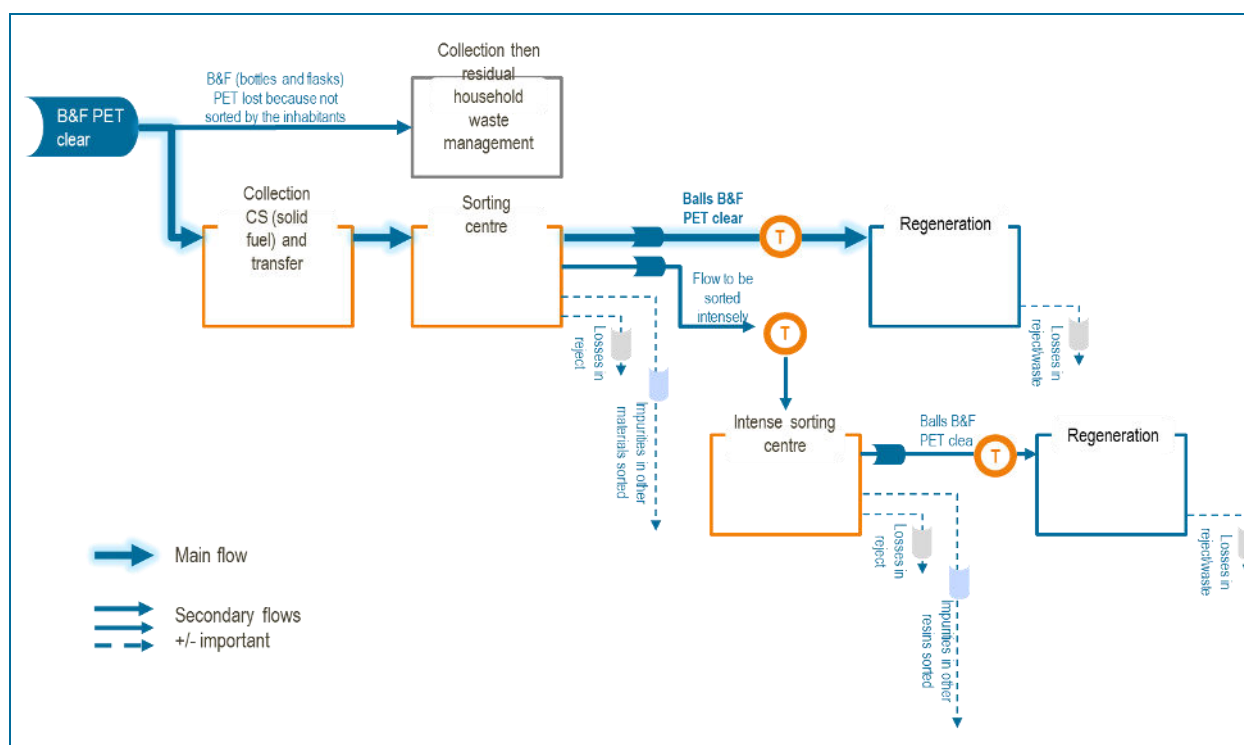 B&F PET
clear
B&F (bottles and flasks)
PET lost because not
sorted by the inhabitants
Collection then
residual
household
waste
management
Collection
CS (solid
fuel) and
transfer
Sorting
centre
Balls B&F
PET clear
T
Regeneration
Flow to be
sorted
intensely
T
Losses in
reject
Impurities in other
materials sorted
Losses in
reject/waste
Intense sorting
centre
Balls B&F
PET clea
T
Regeneration
Losses in
reject
Impurities in other
resins sorted
Losses in
reject/waste
Main flow
Secondary flows
+/- important